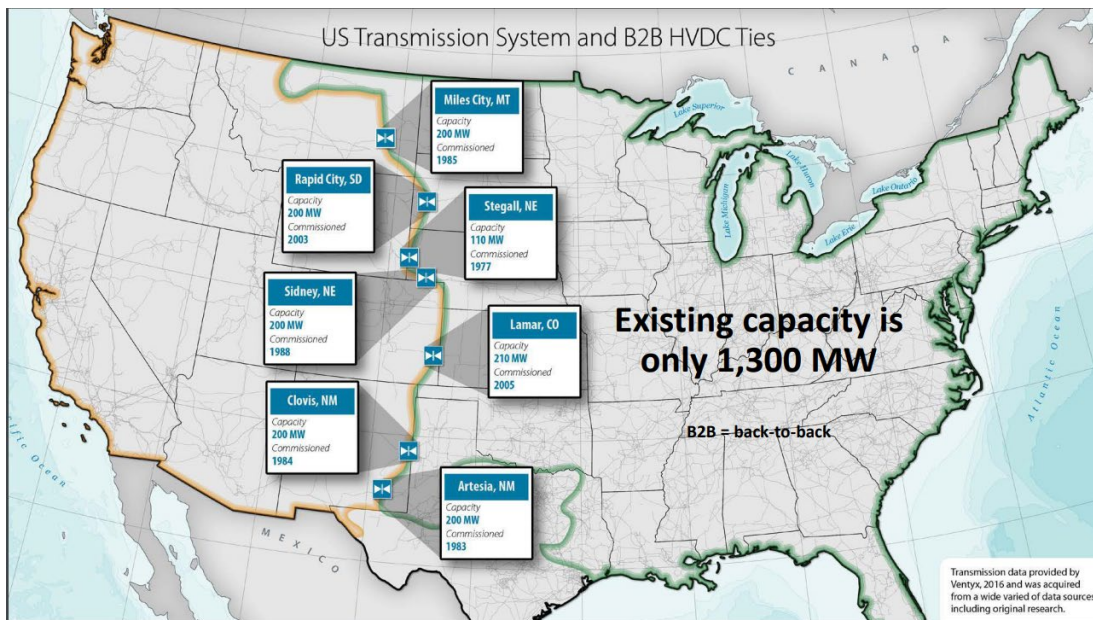 US Transmission System and B2B HVDC Ties
CANADA
Miles City, MT
Capacity
200 MW
Commissioned
1985
Rapid City, SD
Capacity
200 MW
Commissioned
2003
Stegall, NE
Capacity
110 MW
Commissioned
1977
Sidney, NE
Capacity
200 MW
Commissioned
1988
Lamar, CO
Capacity
210 MW
Commissioned
2005
Clovis, NM
Capacity
200 MW
Commissioned
1984
Artesia, NM
Capacity
200 MW
Commissioned
1983
Lake Superior
Lake Michigan
Lake Huron
Lake Ontario
Lake Erie
Existing capacity is
only 1,300 MW
B2B = back-to-back
Atlantic Ocean
ific Ocean
MEXICO
Transmission data provided by
Ventyx, 2016 and was acquired
from a wide varied of data sources
including original research.